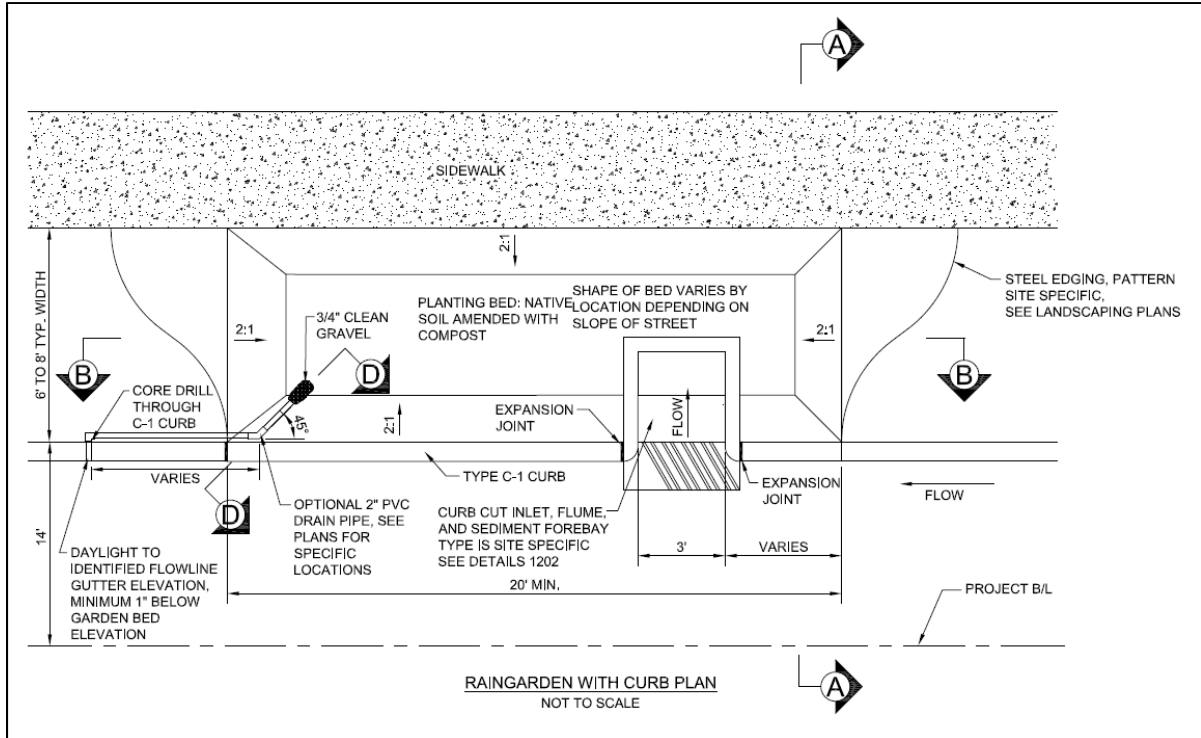 A
SIDEWALK
2:1
6' TO 8' TYP. WIDTH
PLANTING BED: NATIVE
SOIL AMENDED WITH
COMPOST
SHAPE OF BED VARIES BY
LOCATION DEPENDING ON
SLOPE OF STREET
STEEL EDGING, PATTERN
SITE SPECIFIC,
SEE LANDSCAPING PLANS
3/4" CLEAN
GRAVEL
2:1
2:1
B
D
B
CORE DRILL
THROUGH
C-1 CURB
45°
2:1
EXPANSION
JOINT
FLOW
VARIES
TYPE C-1 CURB
EXPANSION
JOINT
FLOW
D
OPTIONAL 2" PVC
DRAIN PIPE, SEE
PLANS FOR
SPECIFIC
LOCATIONS
CURB CUT INLET, FLUME,
AND SEDIMENT FOREBAY
TYPE IS SITE SPECIFIC
SEE DETAILS 1202
14'
3'
VARIES
DAYLIGHT TO
IDENTIFIED FLOWLINE
GUTTER ELEVATION,
MINIMUM 1" BELOW
GARDEN BED
ELEVATION
20' MIN.
PROJECT B/L
RAINGARDEN WITH CURB PLAN
NOT TO SCALE
A